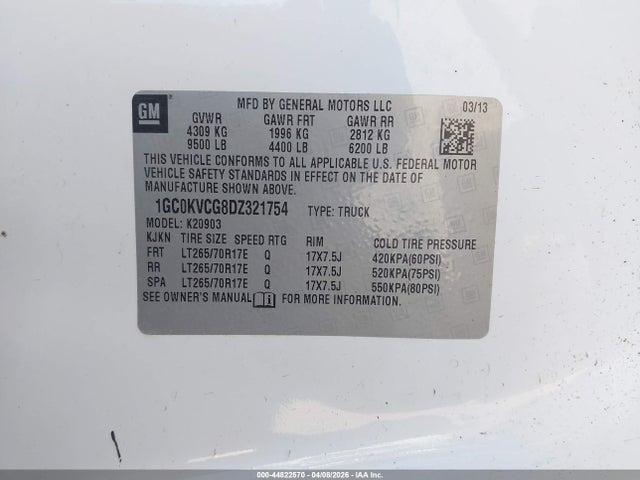 GM
MFD BY GENERAL MOTORS LLC 03/13
GVWR GAWR FRT GAWR RR
4309 KG 1996 KG 2812 KG
9500 LB 4400 LB 6200 LB
THIS VEHICLE CONFORMS TO ALL APPLICABLE U.S. FEDERAL MOTOR
VEHICLE SAFETY STANDARDS IN EFFECT ON THE DATE OF
MANUFACTURE SHOWN ABOVE.
1GC0KVCG8DZ321754 TYPE: TRUCK
MODEL: K20903
KJKN TIRE SIZE SPEED RTG RIM COLD TIRE PRESSURE
FRT LT265/70R17E Q 17X7.5J 420KPA(60PSI)
RR LT265/70R17E Q 17X7.5J 520KPA(75PSI)
SPA LT265/70R17E Q 17X7.5J 550KPA(80PSI)
SEE OWNER'S MANUAL FOR MORE INFORMATION.
000-44822570 - 04/08/2026 - IAAI.COM